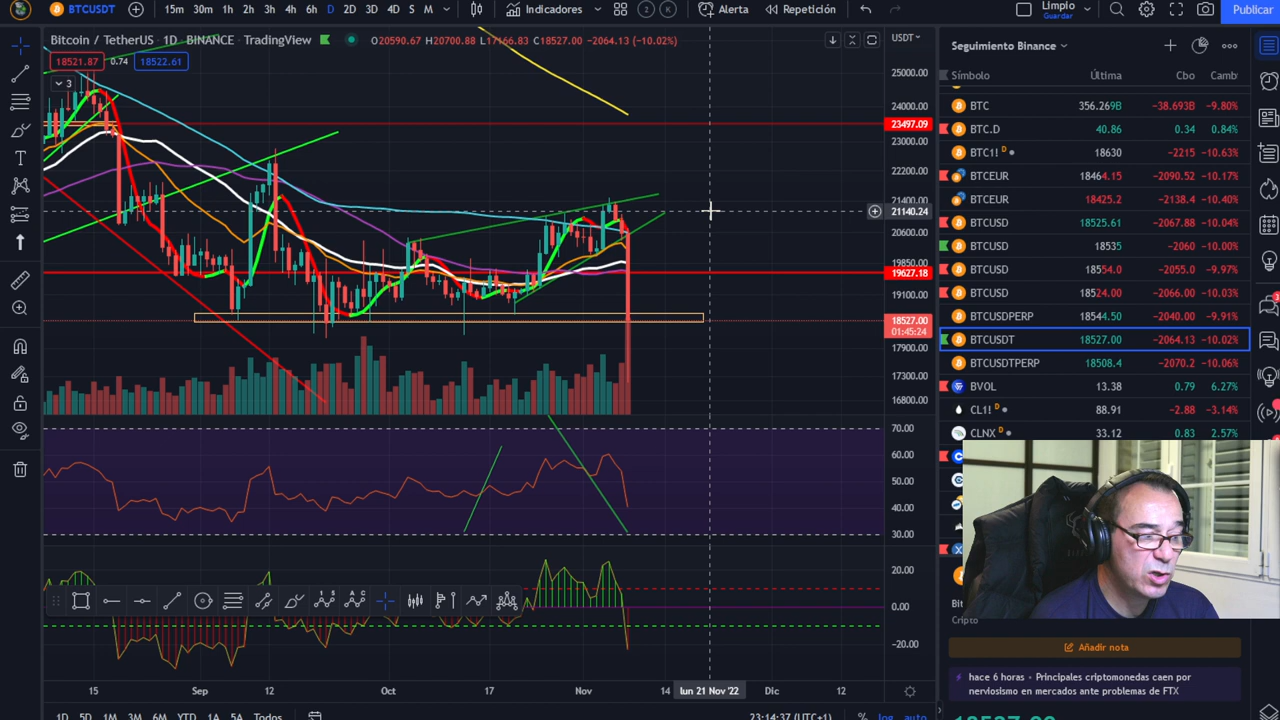 BTCUSDT 15m 30m 1h 2h 3h 4h 6h D 2D 3D 4D S M Indicadores Alerta Repetición Limpio Guardar Publicar
Bitcoin / TetherUS · 1D · BINANCE · TradingView O20590.67 H20700.88 L17166.83 C18527.00 −2064.13 (−10.02%)
18521.87 0.74 18522.61
3
USDT
25000.00
24000.00
23497.09
23000.00
22200.00
21400.00
21140.24
20600.00
19850.00
19627.18
19100.00
18527.00
01:45:24
17900.00
17300.00
16800.00
70.00
60.00
50.00
40.00
30.00
20.00
0.00
−20.00
15 Sep 12 Oct 17 Nov 14 lun 21 Nov '22 Dic 12
1D 5D 1M 3M 6M YTD 1A 5A Todos 23:14:37 (UTC+1) % log auto
Seguimiento Binance
Símbolo Última Cbo Camb
BTC 356.269B −38.693B −9.80%
BTC.D 40.86 0.34 0.84%
BTC1! D 18630 −2215 −10.63%
BTCEUR 18464.15 −2090.52 −10.17%
BTCEUR 18425.2 −2138.4 −10.40%
BTCUSD 18525.61 −2067.88 −10.04%
BTCUSD 18535 −2060 −10.00%
BTCUSD 18554.0 −2055.0 −9.97%
BTCUSD 18524.00 −2066.00 −10.03%
BTCUSDPERP 18544.50 −2040.00 −9.91%
BTCUSDT 18527.00 −2064.13 −10.02%
BTCUSDTPERP 18508.4 −2070.2 −10.06%
BVOL 13.38 0.79 6.27%
CL1! D 88.91 −2.88 −3.14%
CLNX D 33.12 0.83 2.57%
Cripto
Añadir nota
hace 6 horas • Principales criptomonedas caen por
nerviosismo en mercados ante problemas de FTX